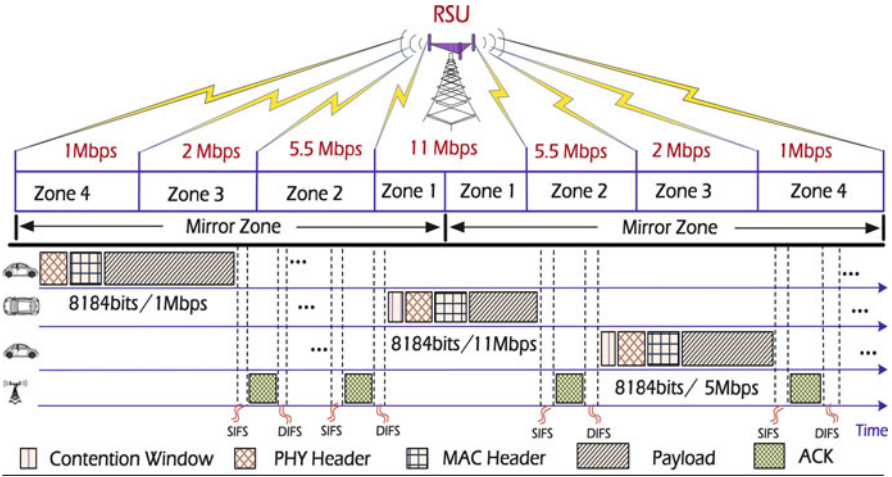 RSU
1Mbps 2 Mbps 5.5 Mbps 11 Mbps 5.5 Mbps 2 Mbps 1Mbps
Zone 4 Zone 3 Zone 2 Zone 1 Zone 1 Zone 2 Zone 3 Zone 4
Mirror Zone Mirror Zone
... ...
8184bits/1Mbps ... ...
... 8184bits/11Mbps ...
8184bits/ 5Mbps
SIFS DIFS SIFS DIFS SIFS DIFS SIFS DIFS Time
Contention Window PHY Header MAC Header Payload ACK